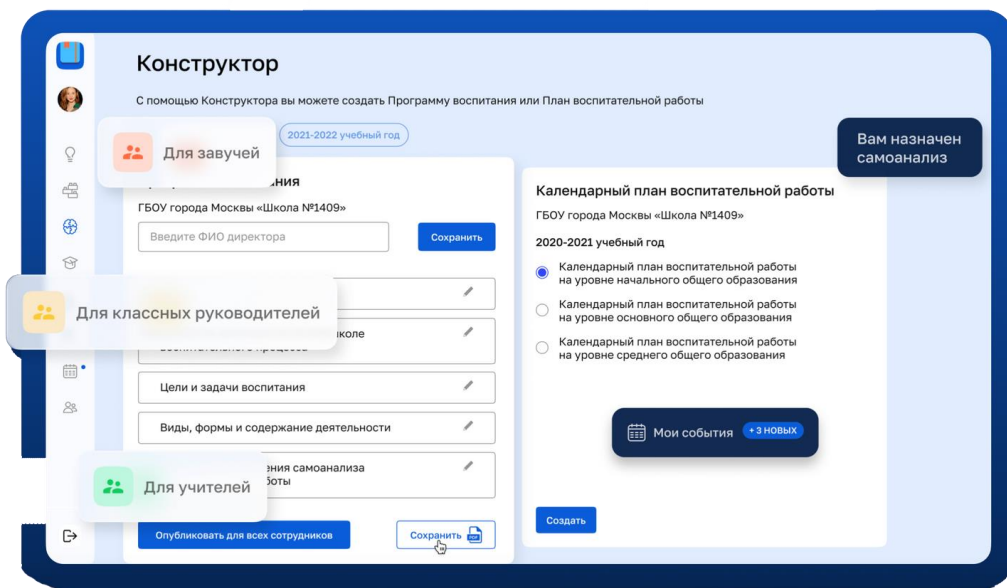 Конструктор
С помощью Конструктора вы можете создать Программу воспитания или План воспитательной работы
2021-2022 учебный год
Для завучей
Вам назначен
самоанализ
ГБОУ города Москвы «Школа №1409»
Введите ФИО директора
Сохранить
Для классных руководителей
Цели и задачи воспитания
Виды, формы и содержание деятельности
самоанализа
Для учителей
Опубликовать для всех сотрудников
Сохранить
PDF
Календарный план воспитательной работы
ГБОУ города Москвы «Школа №1409»
2020-2021 учебный год
Календарный план воспитательной работы
на уровне начального общего образования
Календарный план воспитательной работы
на уровне основного общего образования
Календарный план воспитательной работы
на уровне среднего общего образования
Мои события + 3 НОВЫХ
Создать